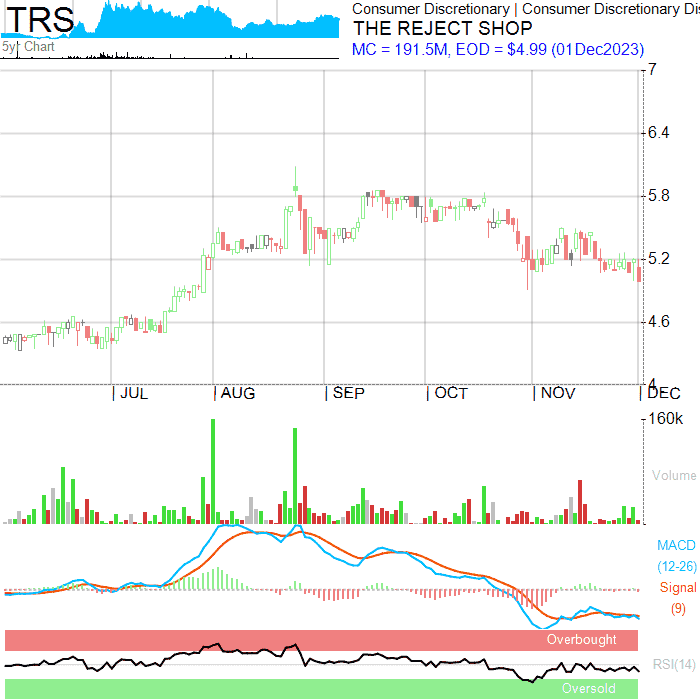 TRS
5yr Chart
Consumer Discretionary | Consumer Discretionary Dis
THE REJECT SHOP
MC = 191.5M, EOD = $4.99 (01Dec2023)
7
6.4
5.8
5.2
4.6
4
| JUL | AUG | SEP | OCT | NOV | DEC
160k
Volume
MACD
(12-26)
Signal
(9)
Overbought
RSI(14)
Oversold